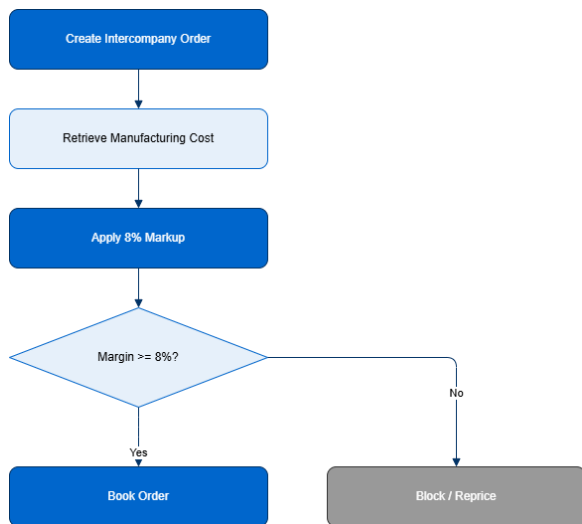 Create Intercompany Order
Retrieve Manufacturing Cost
Apply 8% Markup
Margin >= 8%?
No
Yes
Book Order
Block / Reprice